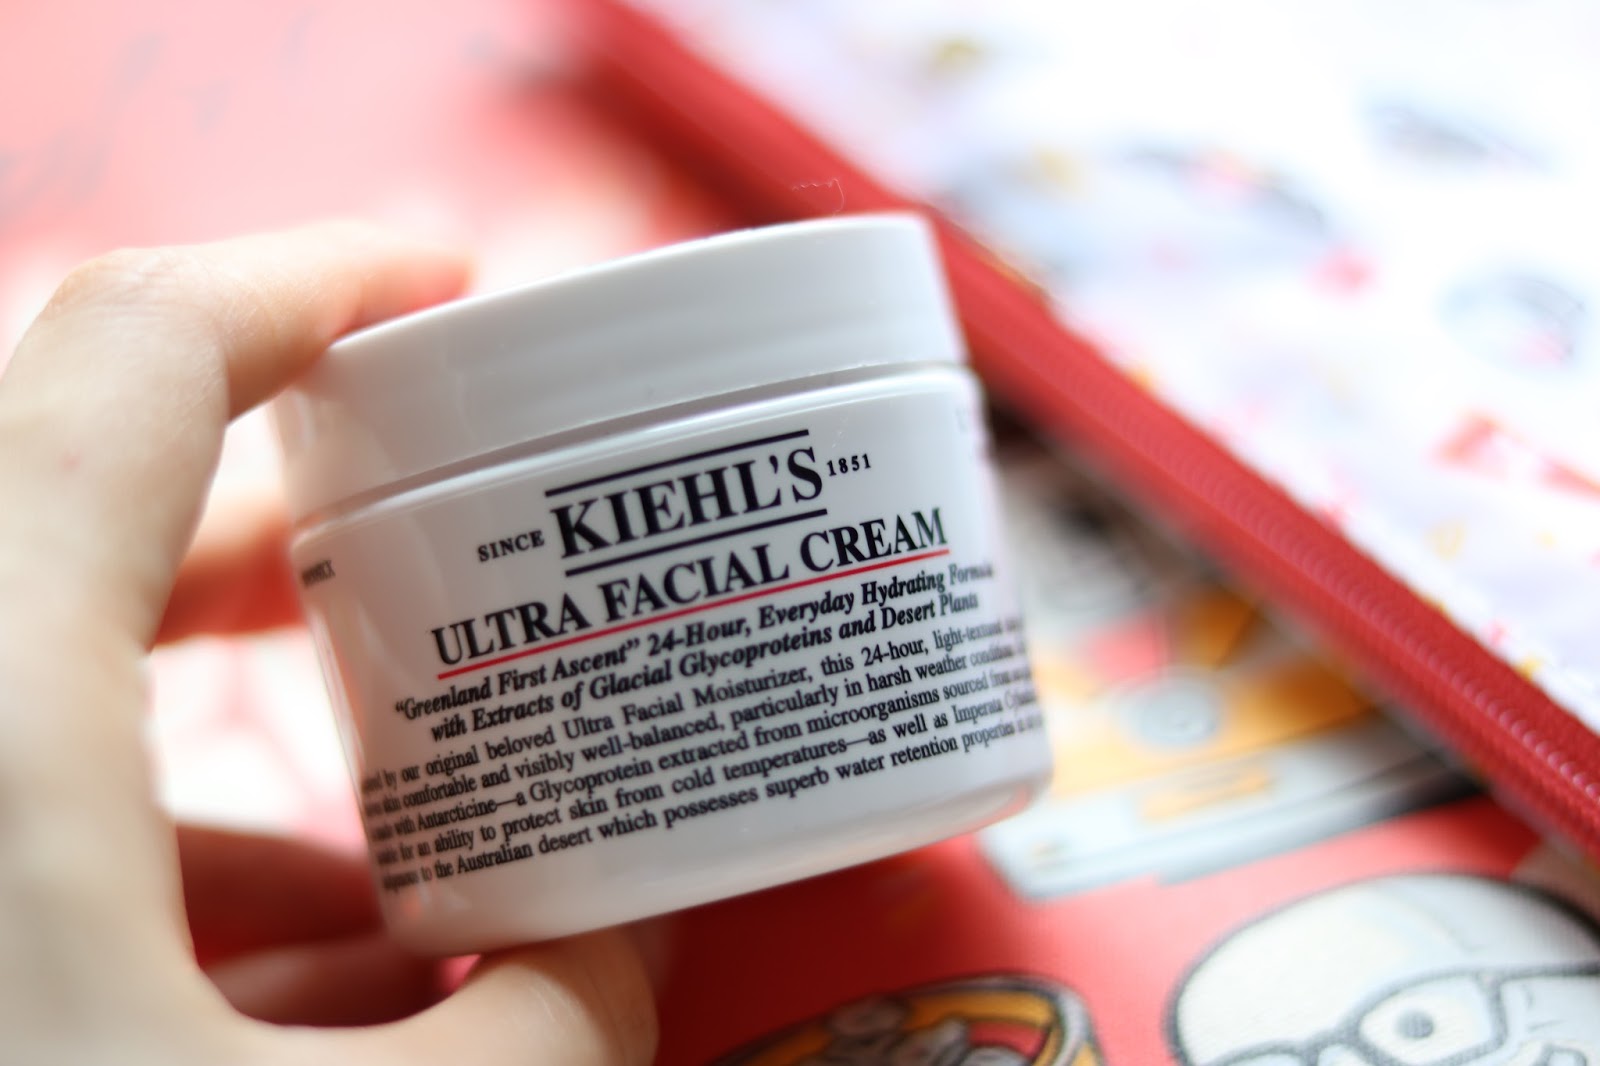 SINCE KIEHL'S 1851
ULTRA FACIAL CREAM
“Greenland First Ascent” 24-Hour, Everyday Hydrating
with Extracts of Glacial Glycoproteins and Desert Plants
by our original beloved Ultra Facial Moisturizer, this 24-hour,
skin comfortable and visibly well-balanced, particularly in harsh weather
with Antarcticine—a Glycoprotein extracted from microorganisms sourced
for an ability to protect skin from cold temperatures—as well as Imperata
to the Australian desert which possesses superb water retention properties